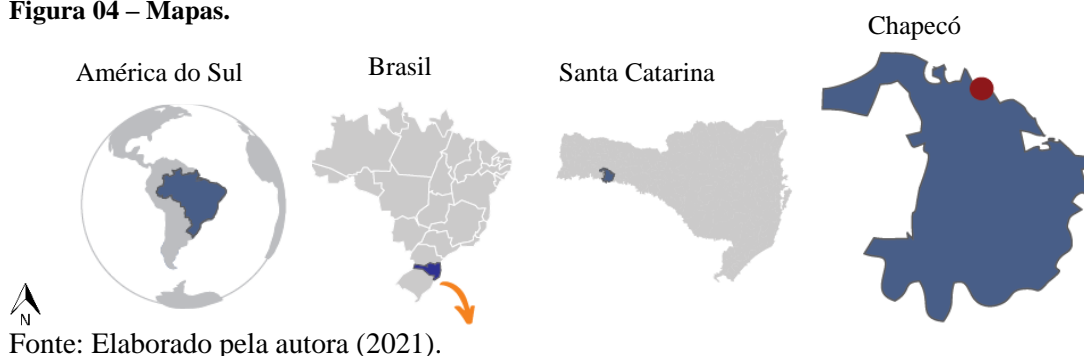 Figura 04 – Mapas.
América do Sul
Brasil
Santa Catarina
Chapecó
N
Fonte: Elaborado pela autora (2021).